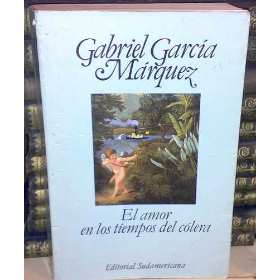 Gabriel García
Márquez
El amor
en los tiempos del cólera
Editorial Sudamericana